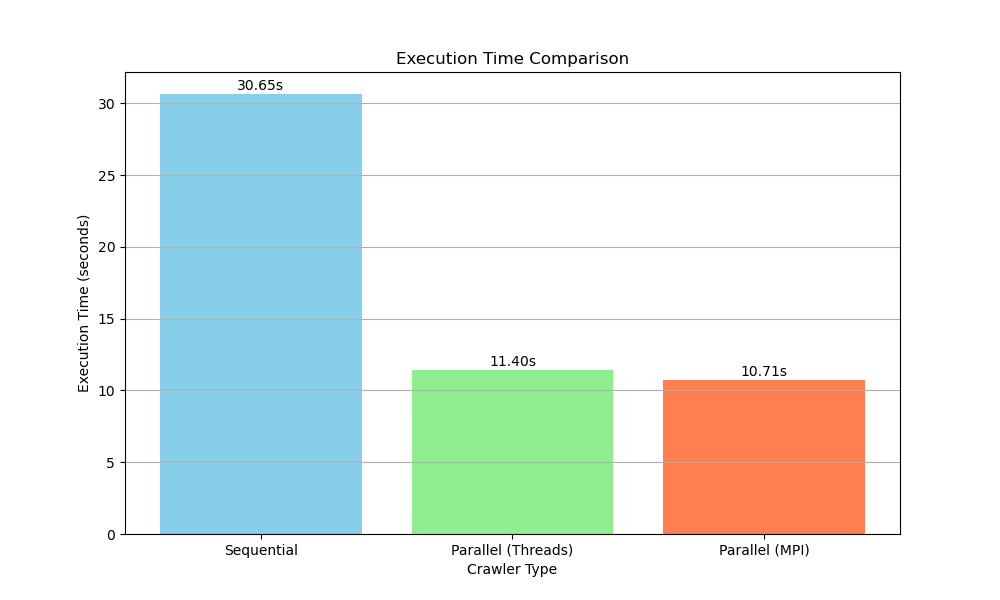 Execution Time Comparison
30.65s
11.40s
10.71s
30
25
20
15
10
5
0
Execution Time (seconds)
Sequential
Parallel (Threads)
Parallel (MPI)
Crawler Type